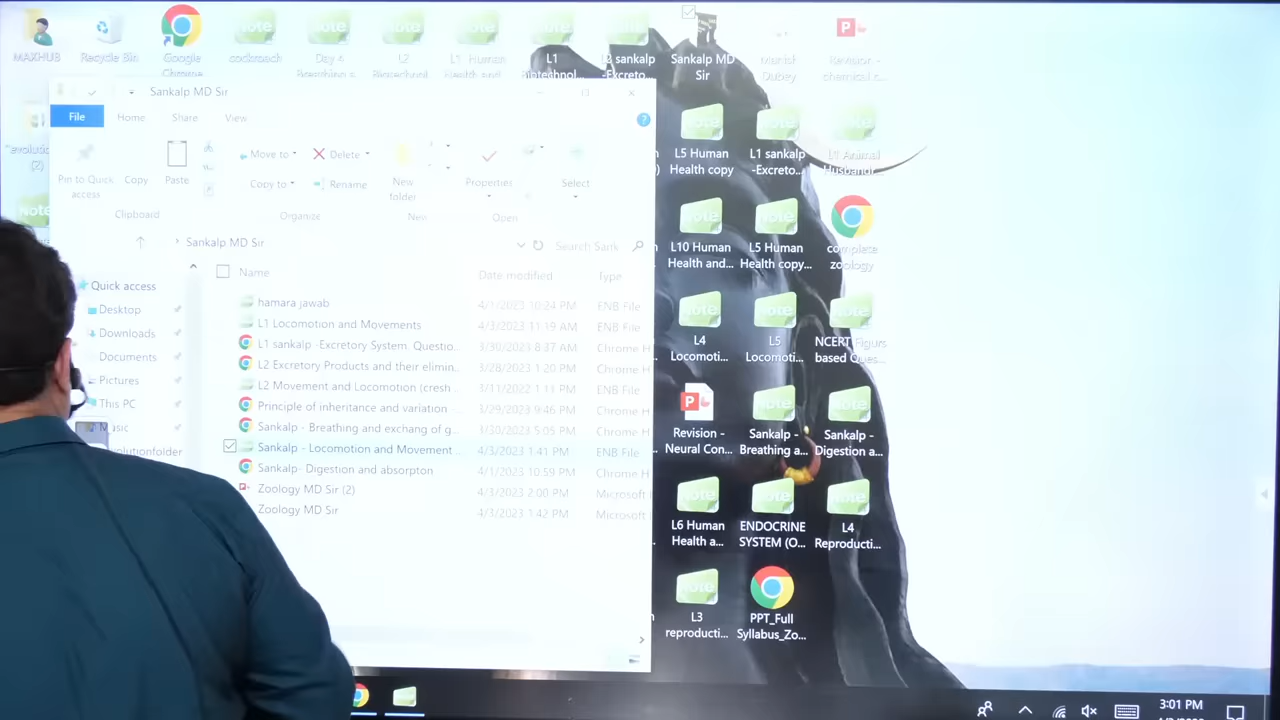 MAXHUB
Recycle Bin
Google
Chrome
cockroach
Day 4
Breathing a...
L2
Biotechnol...
L1 Human
Health and...
L1
Biotechnol...
sankalp
-Excreto...
Sankalp MD
Sir
Manish
Dubey
Revision -
chemical c...
Sankalp MD Sir
File
Home
Share
View
Pin to Quick
access
Copy
Paste
Move to
Copy to
Delete
Rename
New
folder
Properties
Select
Clipboard
Organise
New
Open
Sankalp MD Sir
Search Sank
Name
Date modified
Type
hamara jawab
4/1/2023 10:24 PM
ENB File
L1 Locomotion and Movements
4/3/2023 11:19 AM
ENB File
L1 sankalp -Excretory System. Questio...
3/30/2023 8:37 AM
Chrome H
L2 Excretory Products and their elimin...
3/28/2023 1:20 PM
Chrome H
L2 Movement and Locomotion (cresh ...
3/11/2022 1:11 PM
ENB File
Principle of inheritance and variation
3/29/2023 9:46 PM
Chrome H
Sankalp - Breathing and exchang of g...
3/30/2023 5:05 PM
Chrome H
Sankalp - Locomotion and Movement ...
4/3/2023 1:41 PM
ENB File
Sankalp- Digestion and absorpton
4/1/2023 10:59 PM
Chrome H
Zoology MD Sir (2)
4/3/2023 2:00 PM
Microsoft
Zoology MD Sir
4/3/2023 1:42 PM
Microsoft
Quick access
Desktop
Downloads
Documents
Pictures
This PC
Music
olutionfolder
L5 Human
Health copy
L1 sankalp
-Excreto...
L1 Animal
Husbandr...
L10 Human
Health and...
L5 Human
Health copy...
complete
zoology
L4
Locomoti...
L5
Locomoti...
NCERT Figurs
based Ques...
Revision -
Neural Con...
Sankalp -
Breathing a...
Sankalp -
Digestion a...
L6 Human
Health a...
ENDOCRINE
SYSTEM (O...
L4
Reproducti...
L3
reproducti...
PPT_Full
Syllabus_Zo...
3:01 PM